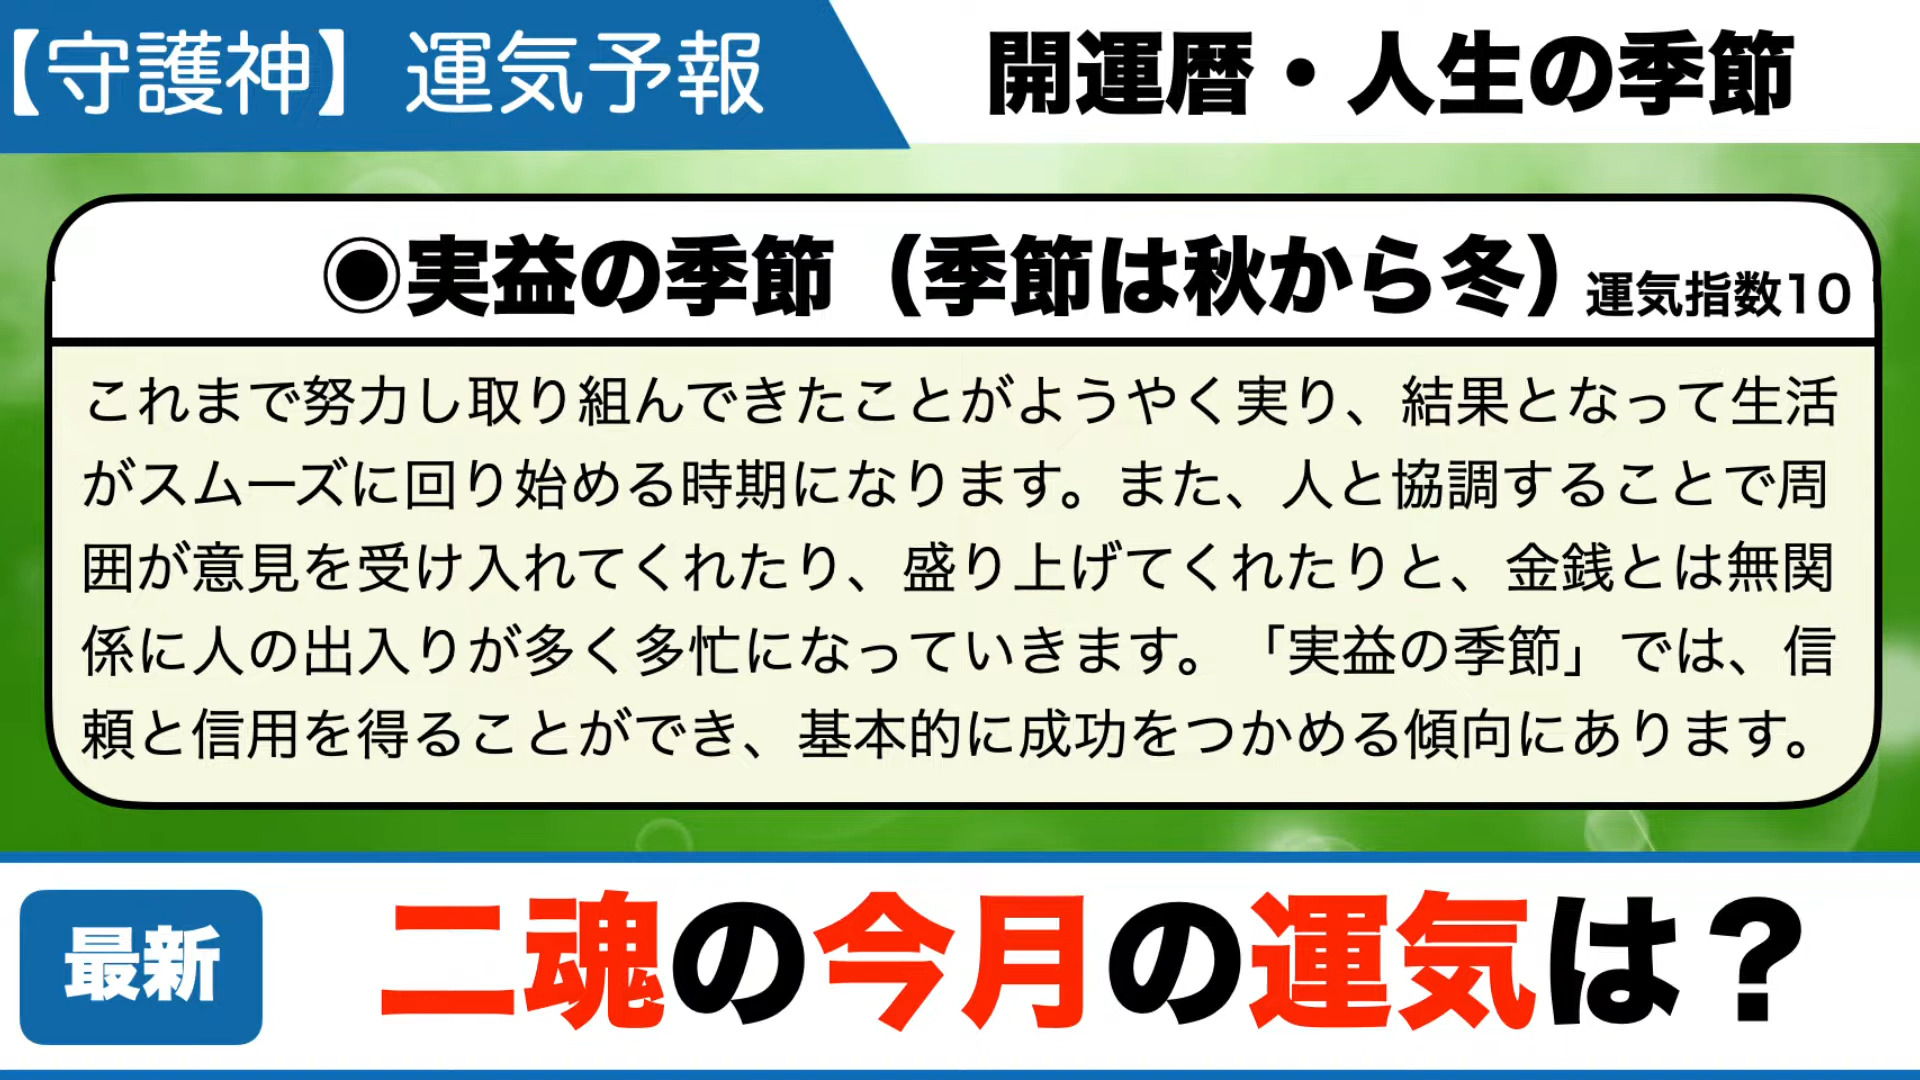 【守護神】運気予報
開運暦・人生の季節
◉実益の季節（季節は秋から冬）運気指数10
これまで努力し取り組んできたことがようやく実り、結果となって生活
がスムーズに回り始める時期になります。また、人と協調することで周
囲が意見を受け入れてくれたり、盛り上げてくれたりと、金銭とは無関
係に人の出入りが多く多忙になっていきます。「実益の季節」では、信
頼と信用を得ることができ、基本的に成功をつかめる傾向にあります。
最新
二魂の今月の運気は？